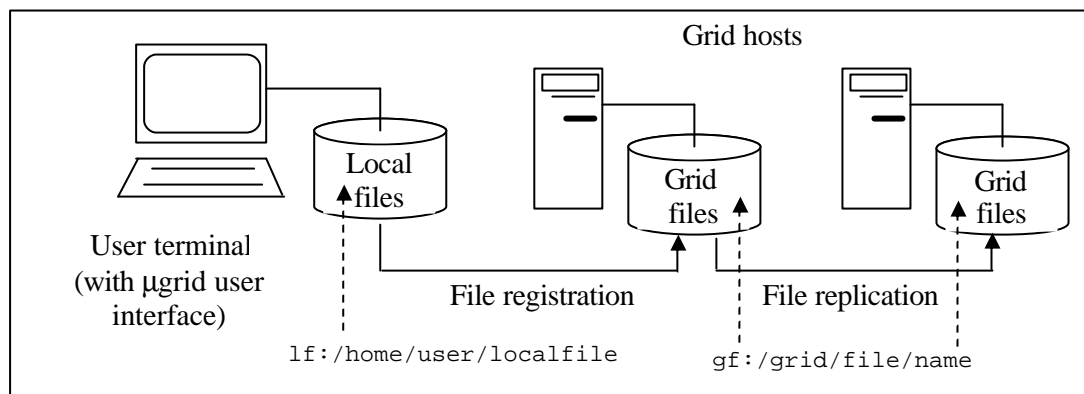 Grid hosts
Local
files
Grid
files
Grid
files
User terminal
(with μgrid user
interface)
File registration
File replication
lf:/home/user/localfile
gf:/grid/file/name